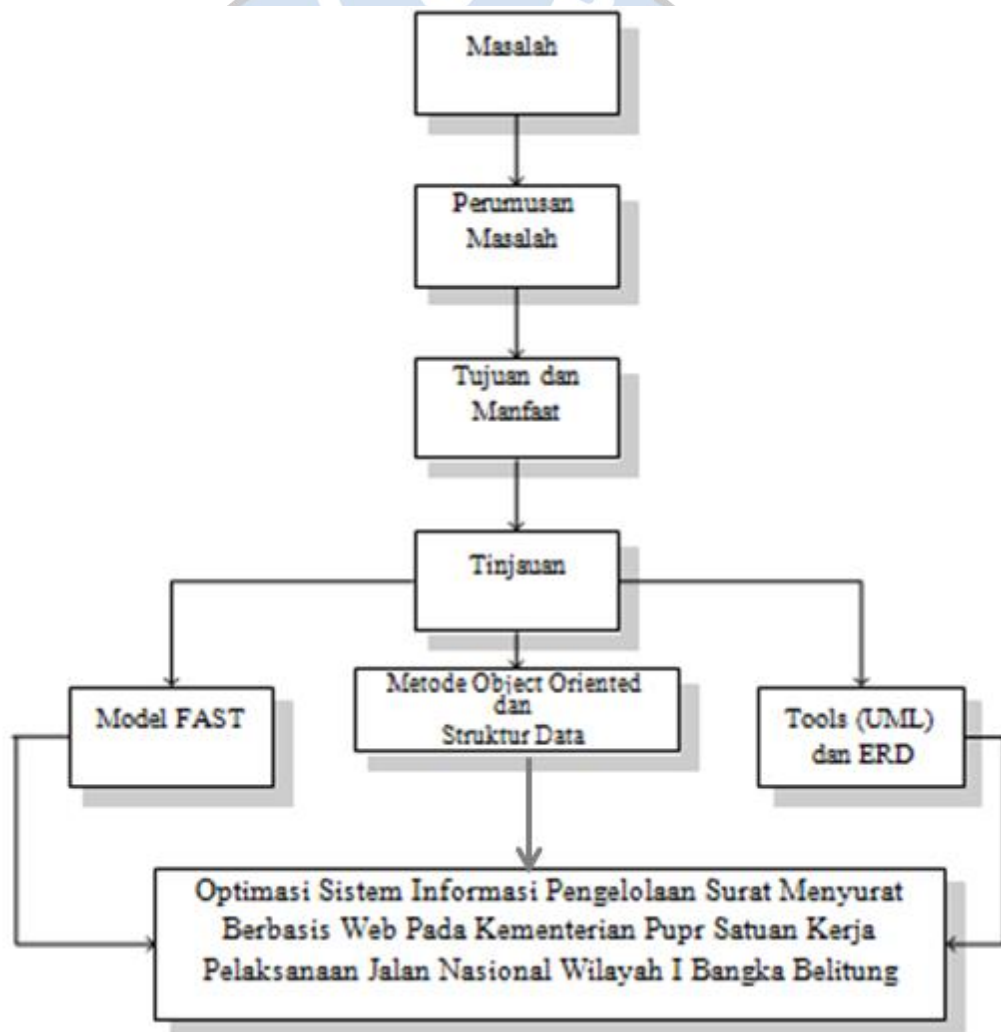 Masalah
Perumusan
Masalah
Tujuan dan
Manfaat
Tinjauan
Model FAST
Metode Object Oriented
dan
Struktur Data
Tools (UML)
dan ERD
Optimasi Sistem Informasi Pengelolaan Surat Menyurat
Berbasis Web Pada Kementerian Pupr Satuan Kerja
Pelaksanaan Jalan Nasional Wilayah I Bangka Belitung